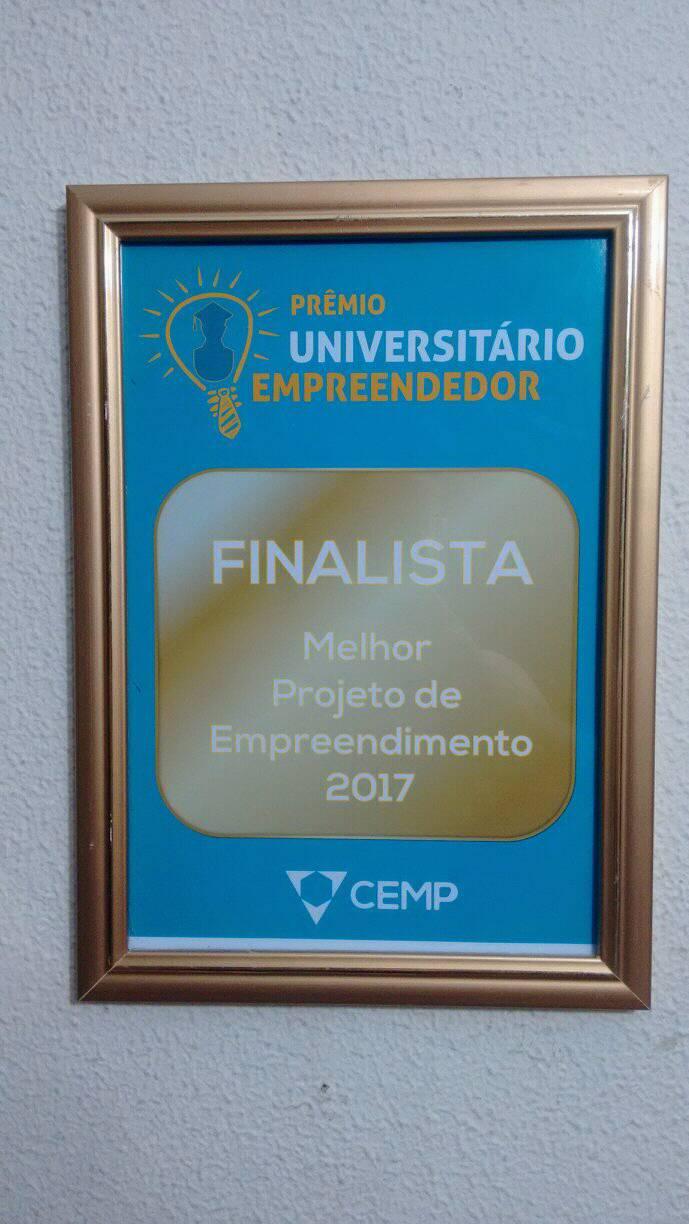 PRÊMIO
UNIVERSITÁRIO
EMPREENDEDOR
FINALISTA
Melhor
Projeto de
Empreendimento
2017
CEMP